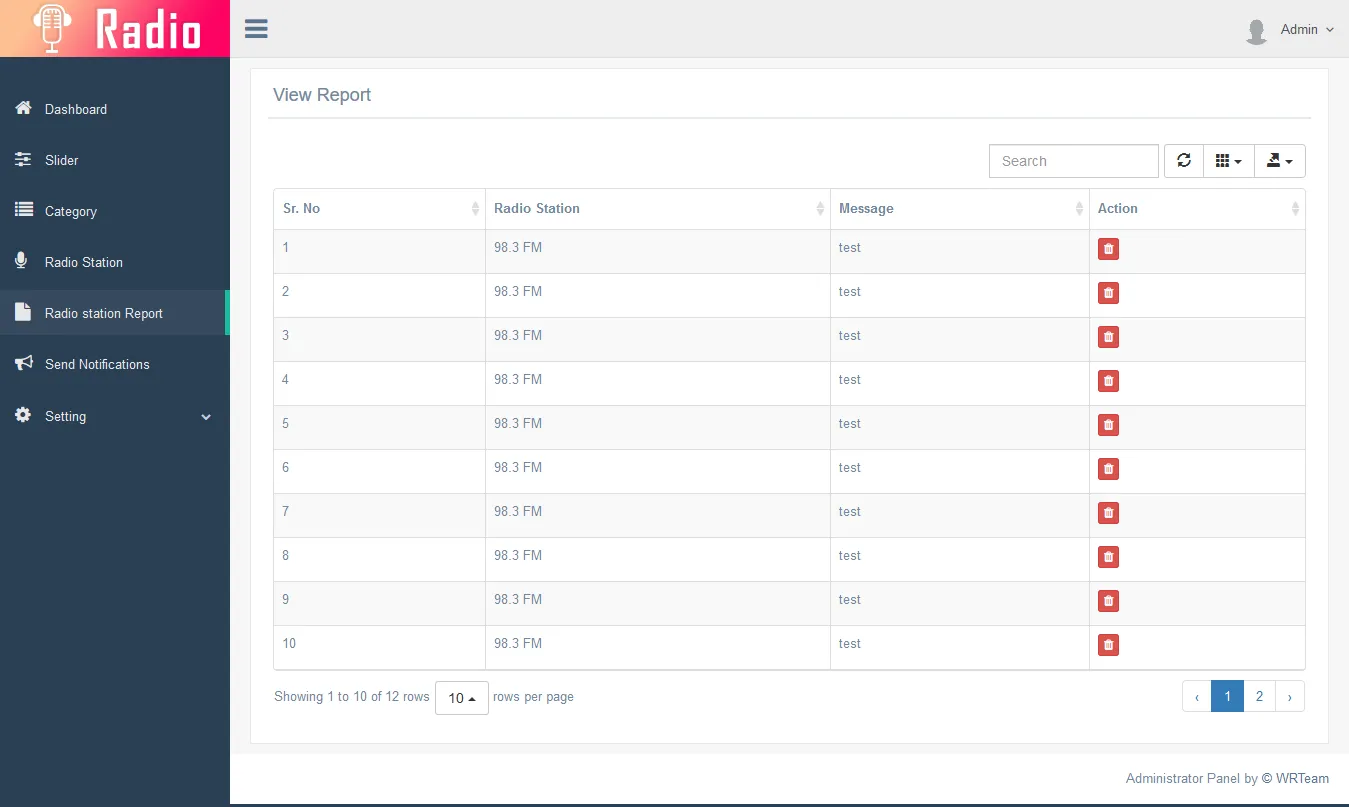 Radio
Admin
Dashboard
Slider
Category
Radio Station
Radio station Report
Send Notifications
Setting
View Report
Search
Sr. No Radio Station Message Action
1 98.3 FM test
2 98.3 FM test
3 98.3 FM test
4 98.3 FM test
5 98.3 FM test
6 98.3 FM test
7 98.3 FM test
8 98.3 FM test
9 98.3 FM test
10 98.3 FM test
Showing 1 to 10 of 12 rows 10 rows per page ‹ 1 2 ›
Administrator Panel by © WRTeam